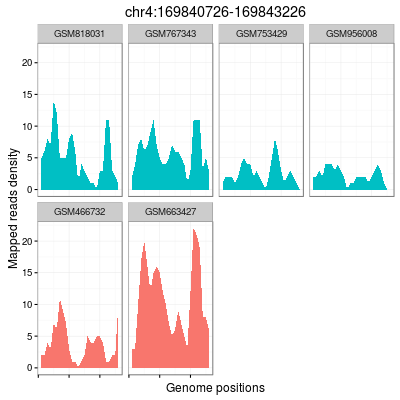 chr4:169840726-169843226
GSM818031 GSM767343 GSM753429 GSM956008
20
15
10
5
0
GSM466732 GSM663427
20
15
10
5
0
Mapped reads density
Genome positions